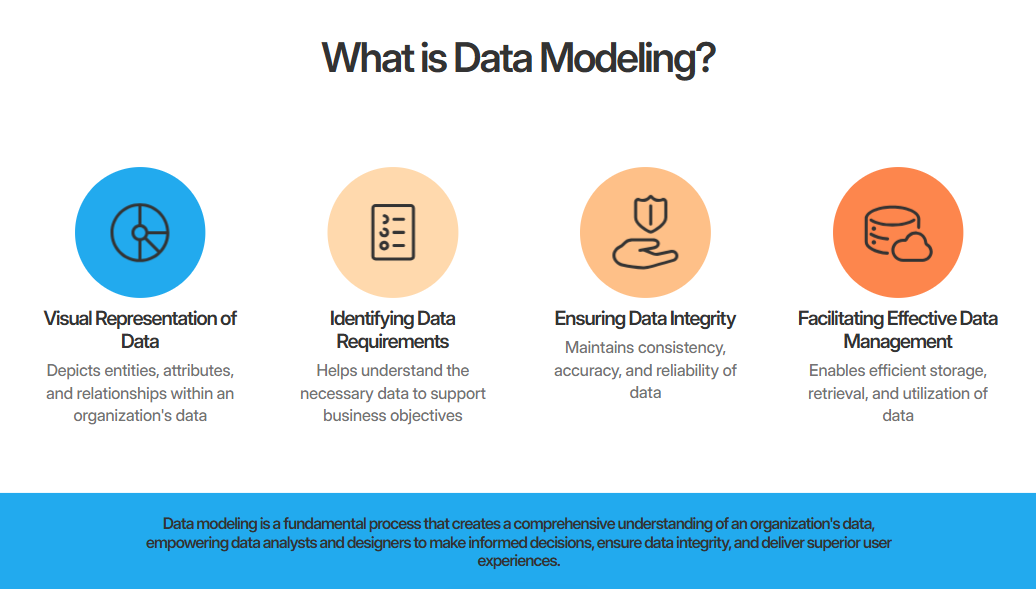 What is Data Modeling?
Visual Representation of
Data
Depicts entities, attributes,
and relationships within an
organization's data
Identifying Data
Requirements
Helps understand the
necessary data to support
business objectives
Ensuring Data Integrity
Maintains consistency,
accuracy, and reliability of
data
Facilitating Effective Data
Management
Enables efficient storage,
retrieval, and utilization of
data
Data modeling is a fundamental process that creates a comprehensive understanding of an organization's data,
empowering data analysts and designers to make informed decisions, ensure data integrity, and deliver superior user
experiences.